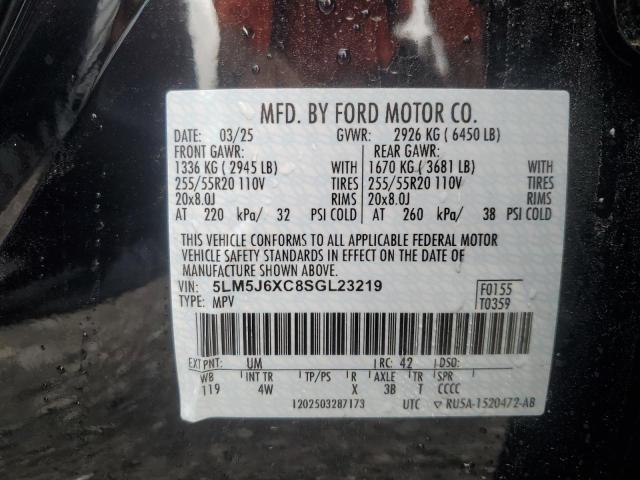 MFD. BY FORD MOTOR CO.
DATE: 03/25 GVWR: 2926 KG ( 6450 LB)
FRONT GAWR: REAR GAWR:
1336 KG ( 2945 LB) WITH 1670 KG ( 3681 LB) WITH
255/55R20 110V TIRES 255/55R20 110V TIRES
20x8.0J RIMS 20x8.0J RIMS
AT 220 kPa/ 32 PSI COLD AT 260 kPa/ 38 PSI COLD
THIS VEHICLE CONFORMS TO ALL APPLICABLE FEDERAL MOTOR
VEHICLE SAFETY STANDARDS IN EFFECT ON THE DATE OF
MANUFACTURE SHOWN ABOVE.
VIN: 5LM5J6XC8SGL23219 F0155
TYPE: MPV T0359
EXT PNT: UM RC: 42 DSO:
WB INT TR TP/PS R AXLE TR SPR
119 4W X 3B T CCCC
1202503287173 UTC ▽ RU5A-1520472-AB